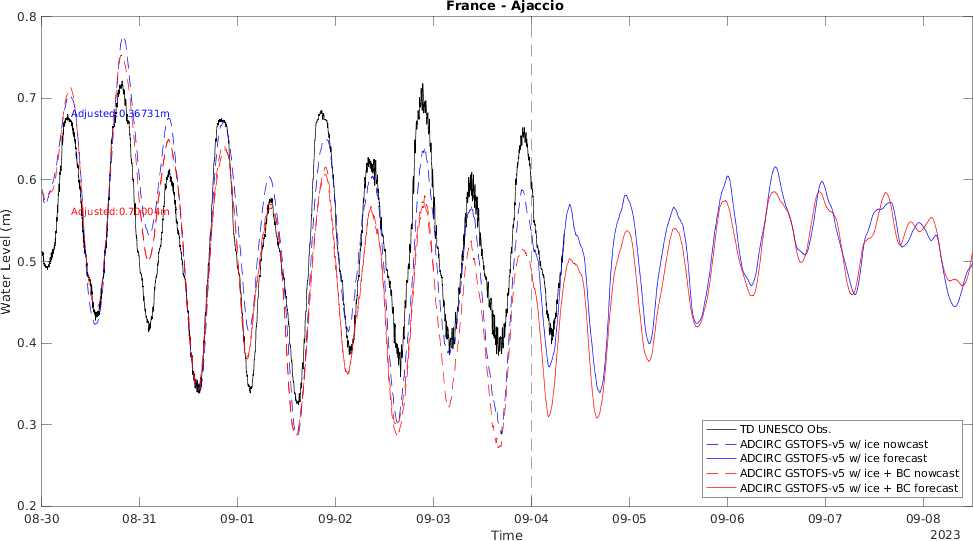 France - Ajaccio
Water Level (m)
0.8
0.7
0.6
0.5
0.4
0.3
0.2
Adjusted:0.36731m
Adjusted:0.70004m
TD UNESCO Obs.
ADCIRC GSTOFS-v5 w/ ice nowcast
ADCIRC GSTOFS-v5 w/ ice forecast
ADCIRC GSTOFS-v5 w/ ice + BC nowcast
ADCIRC GSTOFS-v5 w/ ice + BC forecast
08-30 08-31 09-01 09-02 09-03 09-04 09-05 09-06 09-07 09-08
Time
2023